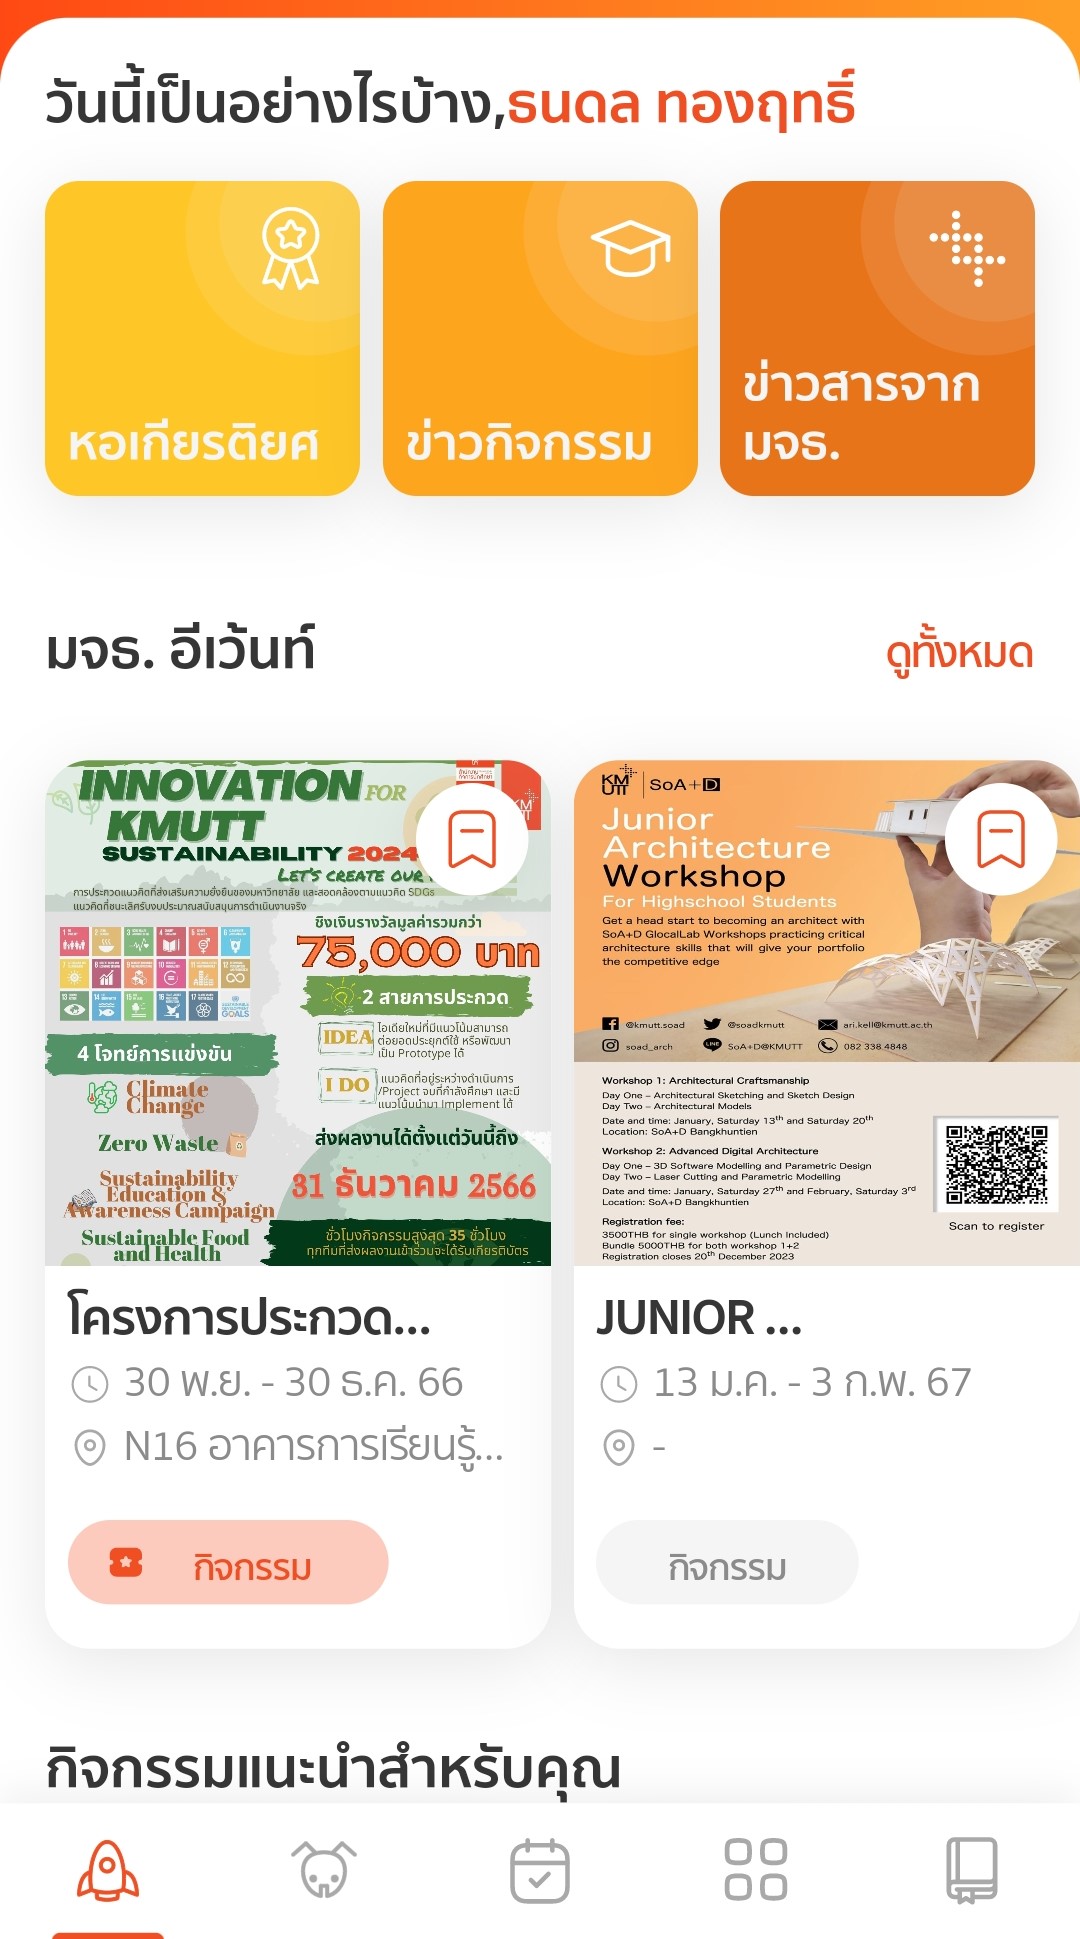 วันนี้เป็นอย่างไรบ้าง,ธนดล ทองฤทธิ์
หอเกียรติยศ
ข่าวกิจกรรม
ข่าวสารจาก
มจธ.
มจธ. อีเว้นท์
ดูทั้งหมด
INNOVATION FOR
KMUTT
SUSTAINABILITY 2024
LET'S CREATE OUR
การประกวดแนวคิดที่ส่งเสริมความยั่งยืนของมหาวิทยาลัย และสอดคล้องตามแนวคิด SDGs
แนวคิดที่ชนะเลิศรับงบประมาณสนับสนุนการดำเนินงานจริง
ชิงเงินรางวัลมูลค่ารวมกว่า
75,000 บาท
2 สายการประกวด
IDEA
ไอเดียใหม่ที่มีแนวโน้มสามารถ
ต่อยอดประยุกต์ใช้ หรือพัฒนา
เป็น Prototype ได้
I DO
แนวคิดที่อยู่ระหว่างดำเนินการ
/Project จบที่กำลังศึกษา และมี
แนวโน้มนำมา Implement ได้
4 โจทย์การแข่งขัน
Climate
Change
Zero Waste
Sustainability
Education &
Awareness Campaign
Sustainable Food
and Health
ส่งผลงานได้ตั้งแต่วันนี้ถึง
31 ธันวาคม 2566
ชั่วโมงกิจกรรมสูงสุด 35 ชั่วโมง
ทุกทีมที่ส่งผลงานเข้าร่วมจะได้รับเกียรติบัตร
โครงการประกวด...
30 พ.ย. - 30 ธ.ค. 66
N16 อาคารการเรียนรู้...
กิจกรรม
KMUTT SoA+D
Junior
Architecture
Workshop
For Highschool Students
Get a head start to becoming an architect with
SoA+D GlocalLab Workshops practicing critical
architecture skills that will give your portfolio
the competitive edge
@kmutt.soad @soadkmutt ari.kell@kmutt.ac.th
soad_arch SoA+D@KMUTT 082 338 4848
Workshop 1: Architectural Craftsmanship
Day One – Architectural Sketching and Sketch Design
Day Two – Architectural Models
Date and time: January, Saturday 13th and Saturday 20th
Location: SoA+D Bangkhuntien
Workshop 2: Advanced Digital Architecture
Day One – 3D Software Modelling and Parametric Design
Day Two – Laser Cutting and Parametric Modelling
Date and time: January, Saturday 27th and February, Saturday 3rd
Location: SoA+D Bangkhuntien
Registration fee:
3500THB for single workshop (Lunch Included)
Bundle 5000THB for both workshop 1+2
Registration closes 20th December 2023
Scan to register
JUNIOR ...
13 ม.ค. - 3 ก.พ. 67
-
กิจกรรม
กิจกรรมแนะนำสำหรับคุณ